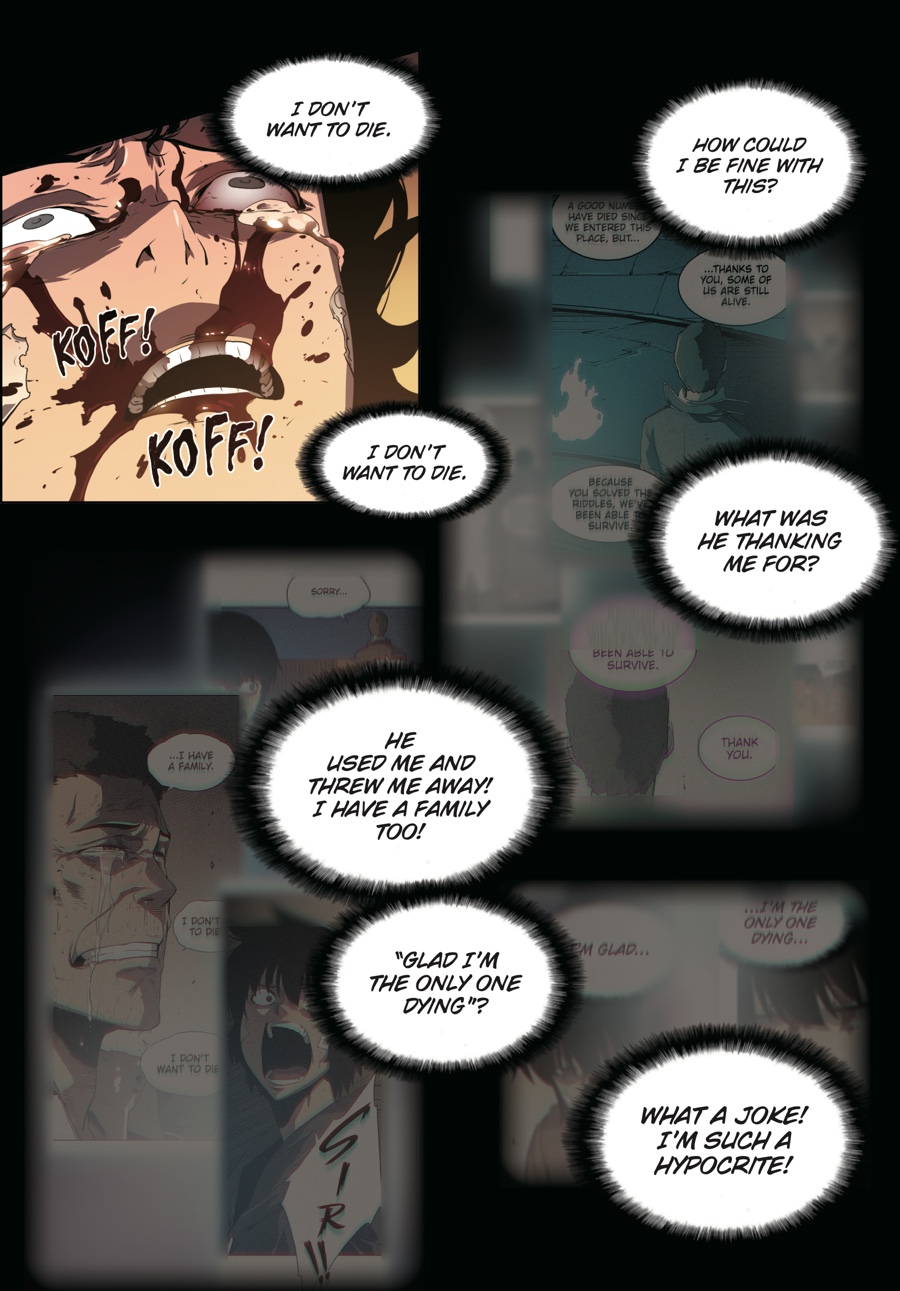 I DON'T
WANT TO DIE.
HOW COULD
I BE FINE WITH
THIS?
A GOOD
HAVE DIED SINCE
WE ENTERED THIS
PLACE, BUT...
...THANKS TO
YOU, SOME OF
US ARE STILL
ALIVE.
KOFF!
KOFF!
I DON'T
WANT TO DIE.
BECAUSE
YOU SOLVED THE
RIDDLES, WE'VE
BEEN ABLE TO
SURVIVE.
WHAT WAS
HE THANKING
ME FOR?
SORRY...
BEEN ABLE TO
SURVIVE.
THANK
YOU.
...I HAVE
A FAMILY.
HE
USED ME AND
THREW ME AWAY!
I HAVE A FAMILY
TOO!
I DON'T
TO DIE
"GLAD I'M
THE ONLY ONE
DYING"?
GLAD...
...I'M THE
ONLY ONE
DYING...
I DON'T
WANT TO DIE
SIR!!
WHAT A JOKE!
I'M SUCH A
HYPOCRITE!